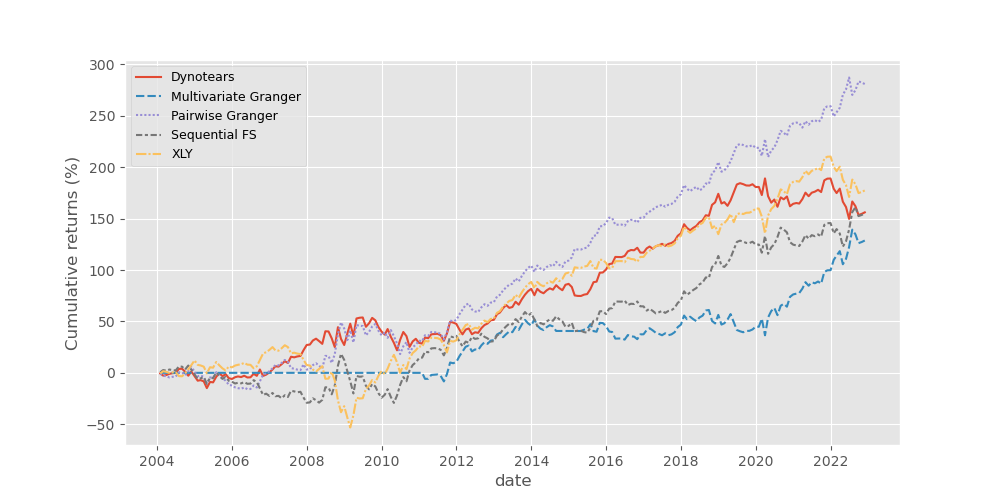 Cumulative returns (%)
300
250
200
150
100
50
0
−50
Dynotears
Multivariate Granger
Pairwise Granger
Sequential FS
XLY
2004 2006 2008 2010 2012 2014 2016 2018 2020 2022
date